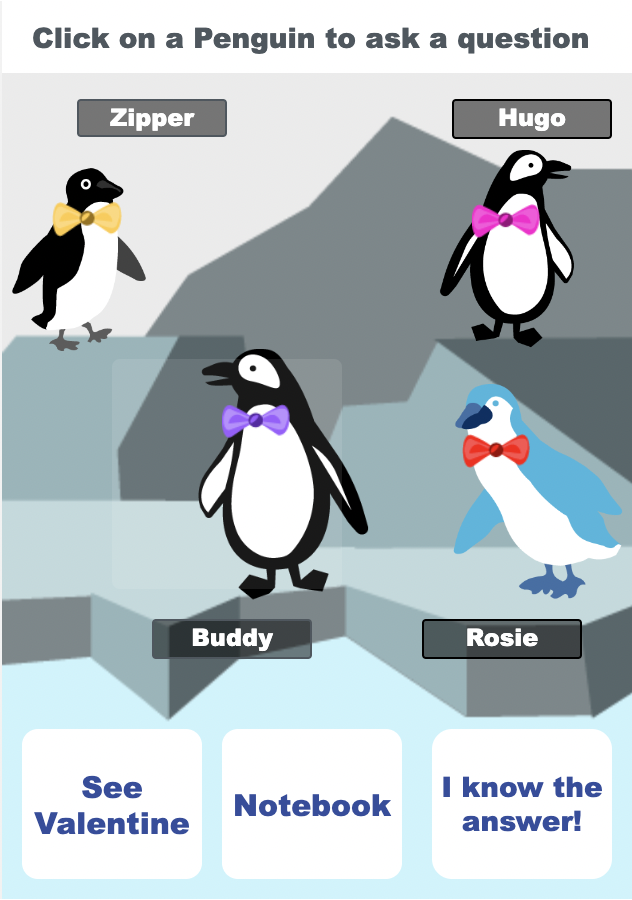 Click on a Penguin to ask a question
Zipper
Hugo
Buddy
Rosie
See
Valentine
Notebook
I know the
answer!